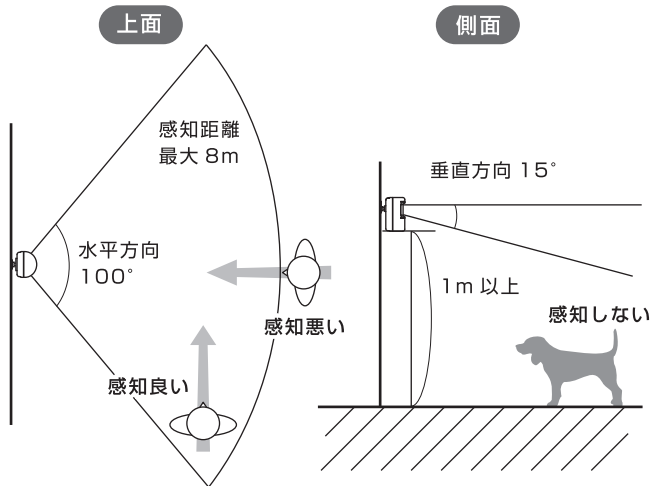 上面
感知距離
最大 8m
水平方向
100°
感知悪い
感知良い
側面
垂直方向 15°
1m 以上
感知しない